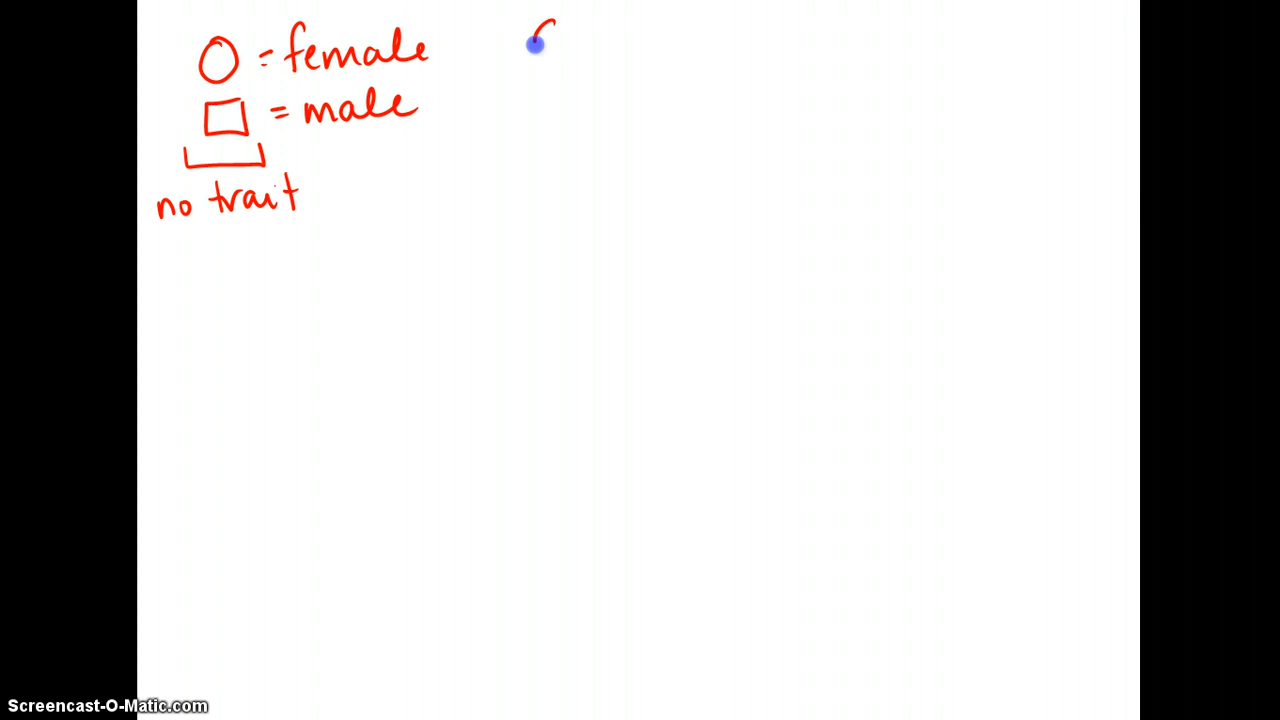 = female
= male
no trait
Screencast-O-Matic.com